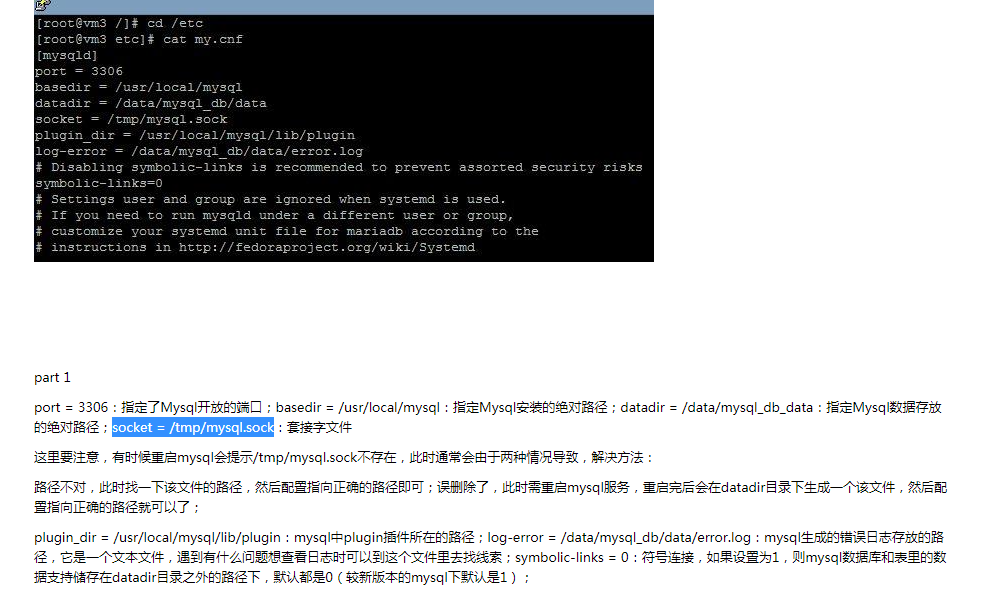 [root@vm3 /]# cd /etc
[root@vm3 etc]# cat my.cnf
[mysqld]
port = 3306
basedir = /usr/local/mysql
datadir = /data/mysql_db/data
socket = /tmp/mysql.sock
plugin_dir = /usr/local/mysql/lib/plugin
log-error = /data/mysql_db/data/error.log
# Disabling symbolic-links is recommended to prevent assorted security risks
symbolic-links=0
# Settings user and group are ignored when systemd is used.
# If you need to run mysqld under a different user or group,
# customize your systemd unit file for mariadb according to the
# instructions in http://fedoraproject.org/wiki/Systemd
part 1
port = 3306：指定了Mysql开放的端口；basedir = /usr/local/mysql：指定Mysql安装的绝对路径；datadir = /data/mysql_db_data：指定Mysql数据存放
的绝对路径；socket = /tmp/mysql.sock：套接字文件
这里要注意，有时候重启mysql会提示/tmp/mysql.sock不存在，此时通常会由于两种情况导致，解决方法：
路径不对，此时找一下该文件的路径，然后配置指向正确的路径即可；误删除了，此时需重启mysql服务，重启完后会在datadir目录下生成一个该文件，然后配
置指向正确的路径就可以了；
plugin_dir = /usr/local/mysql/lib/plugin：mysql中plugin插件所在的路径；log-error = /data/mysql_db/data/error.log：mysql生成的错误日志存放的路
径，它是一个文本文件，遇到有什么问题想查看日志时可以到这个文件里去找线索；symbolic-links = 0：符号连接，如果设置为1，则mysql数据库和表里的数
据支持储存在datadir目录之外的路径下，默认都是0（较新版本的mysql下默认是1）；